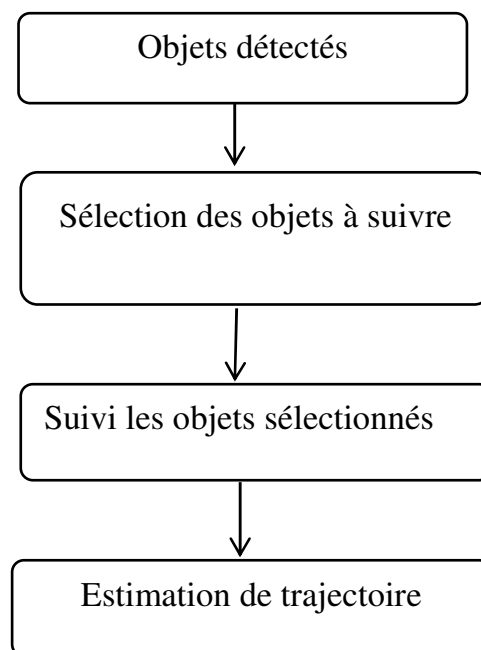 Objets détectés
Sélection des objets à suivre
Suivi les objets sélectionnés
Estimation de trajectoire